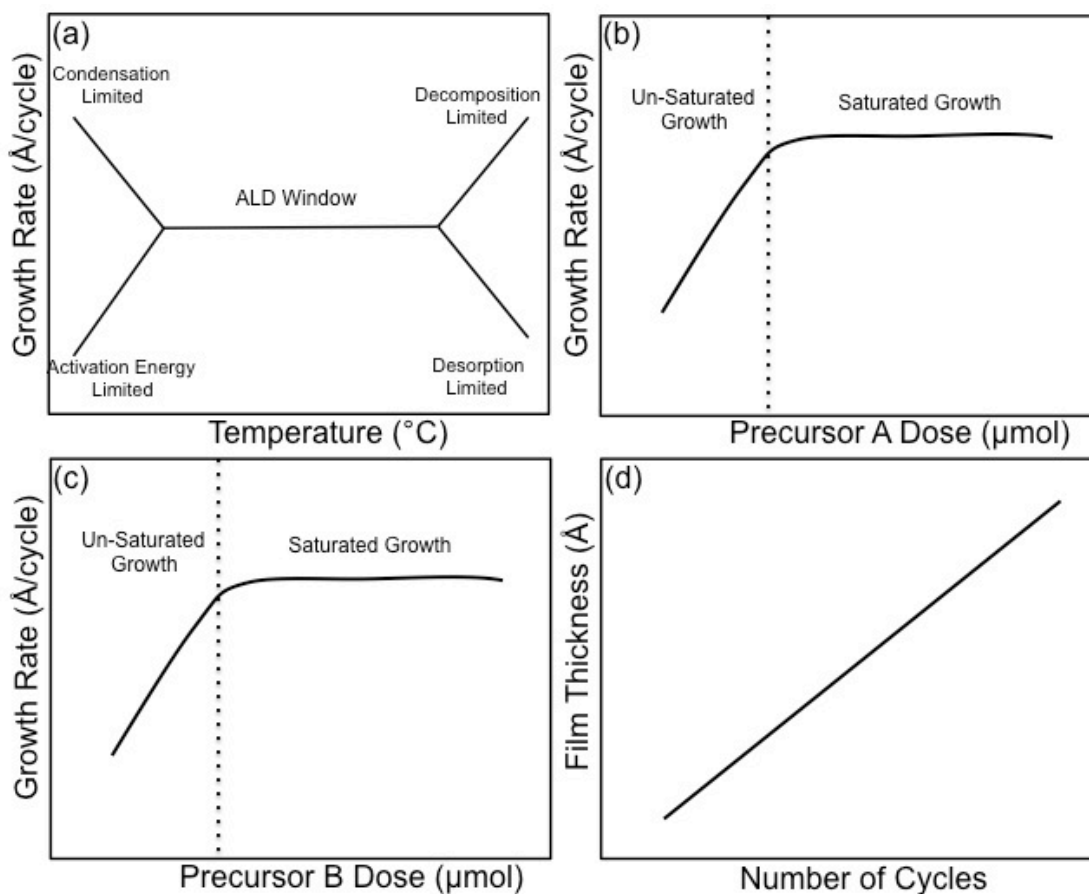 (a)
Condensation
Limited
Decomposition
Limited
ALD Window
Activation Energy
Limited
Desorption
Limited
Growth Rate (Å/cycle)
Temperature (°C)
(b)
Un-Saturated
Growth
Saturated Growth
Growth Rate (Å/cycle)
Precursor A Dose (μmol)
(c)
Un-Saturated
Growth
Saturated Growth
Growth Rate (Å/cycle)
Precursor B Dose (μmol)
(d)
Film Thickness (Å)
Number of Cycles